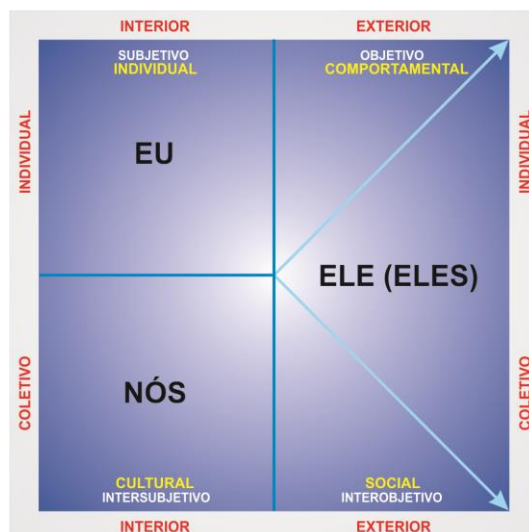 INTERIOR
EXTERIOR
SUBJETIVO
INDIVIDUAL
OBJETIVO
COMPORTAMENTAL
INDIVIDUAL
INDIVIDUAL
EU
ELE (ELES)
NÓS
COLETIVO
COLETIVO
CULTURAL
INTERSUBJETIVO
SOCIAL
INTEROBJETIVO
INTERIOR
EXTERIOR